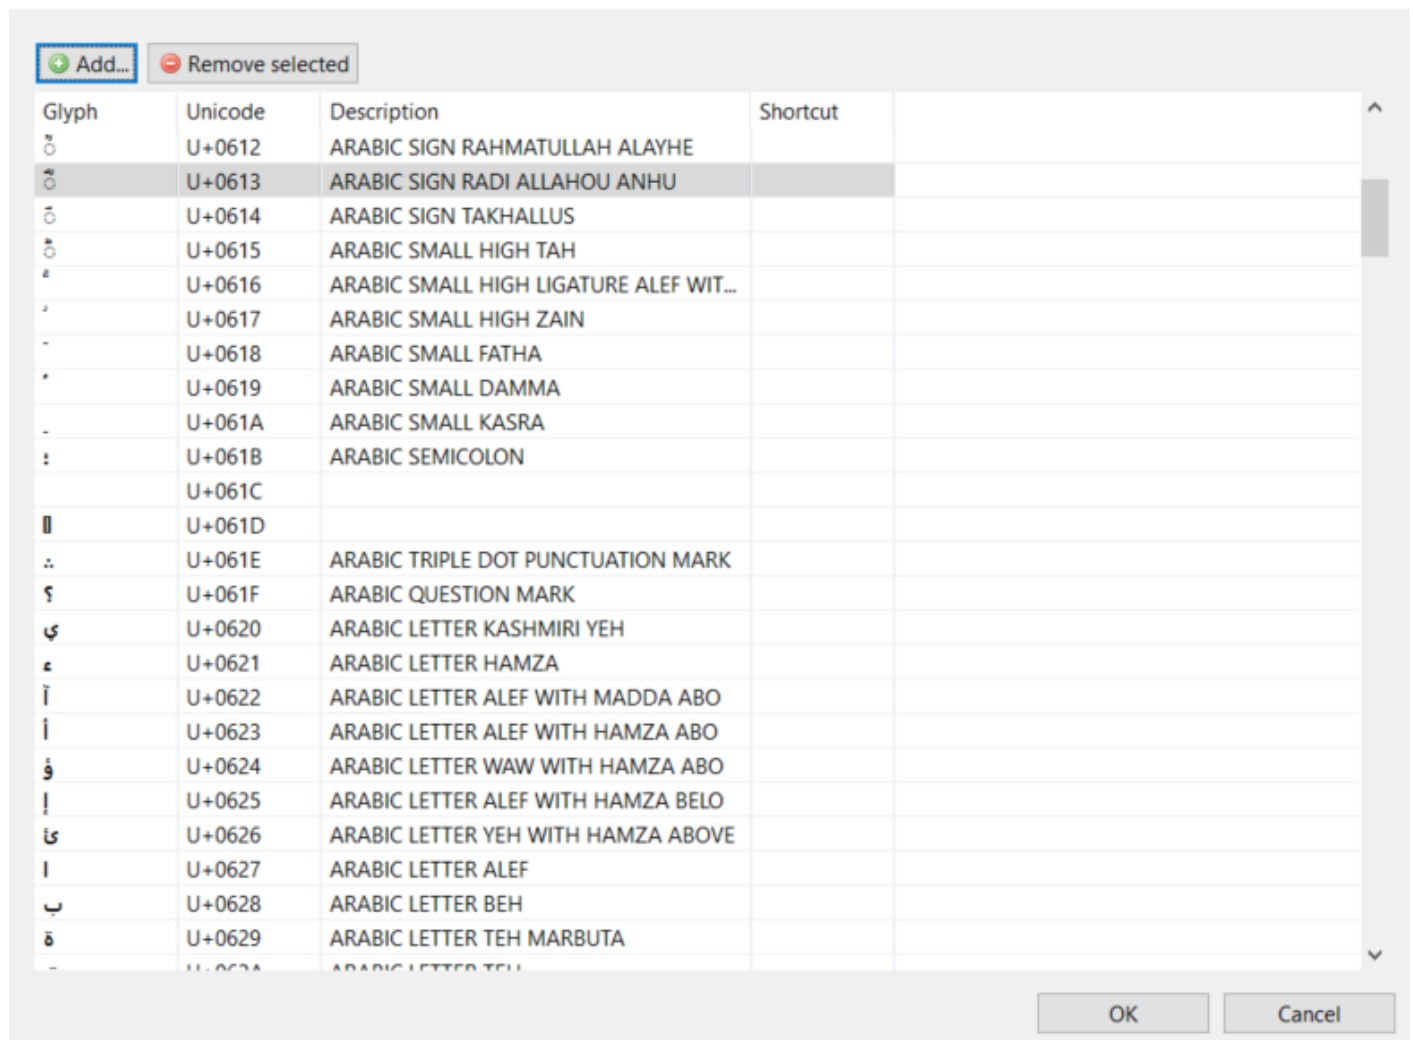 Add... Remove selected
Glyph Unicode Description Shortcut
ؒ U+0612 ARABIC SIGN RAHMATULLAH ALAYHE
ؓ U+0613 ARABIC SIGN RADI ALLAHOU ANHU
ؔ U+0614 ARABIC SIGN TAKHALLUS
ؕ U+0615 ARABIC SMALL HIGH TAH
ؖ U+0616 ARABIC SMALL HIGH LIGATURE ALEF WIT...
ؗ U+0617 ARABIC SMALL HIGH ZAIN
ؘ U+0618 ARABIC SMALL FATHA
ؙ U+0619 ARABIC SMALL DAMMA
ؚ U+061A ARABIC SMALL KASRA
؛ U+061B ARABIC SEMICOLON
U+061C
U+061D
؞ U+061E ARABIC TRIPLE DOT PUNCTUATION MARK
؟ U+061F ARABIC QUESTION MARK
ؠ U+0620 ARABIC LETTER KASHMIRI YEH
ء U+0621 ARABIC LETTER HAMZA
آ U+0622 ARABIC LETTER ALEF WITH MADDA ABO
أ U+0623 ARABIC LETTER ALEF WITH HAMZA ABO
ؤ U+0624 ARABIC LETTER WAW WITH HAMZA ABO
إ U+0625 ARABIC LETTER ALEF WITH HAMZA BELO
ئ U+0626 ARABIC LETTER YEH WITH HAMZA ABOVE
ا U+0627 ARABIC LETTER ALEF
ب U+0628 ARABIC LETTER BEH
ة U+0629 ARABIC LETTER TEH MARBUTA
U+062A ARABIC LETTER TEH
OK Cancel